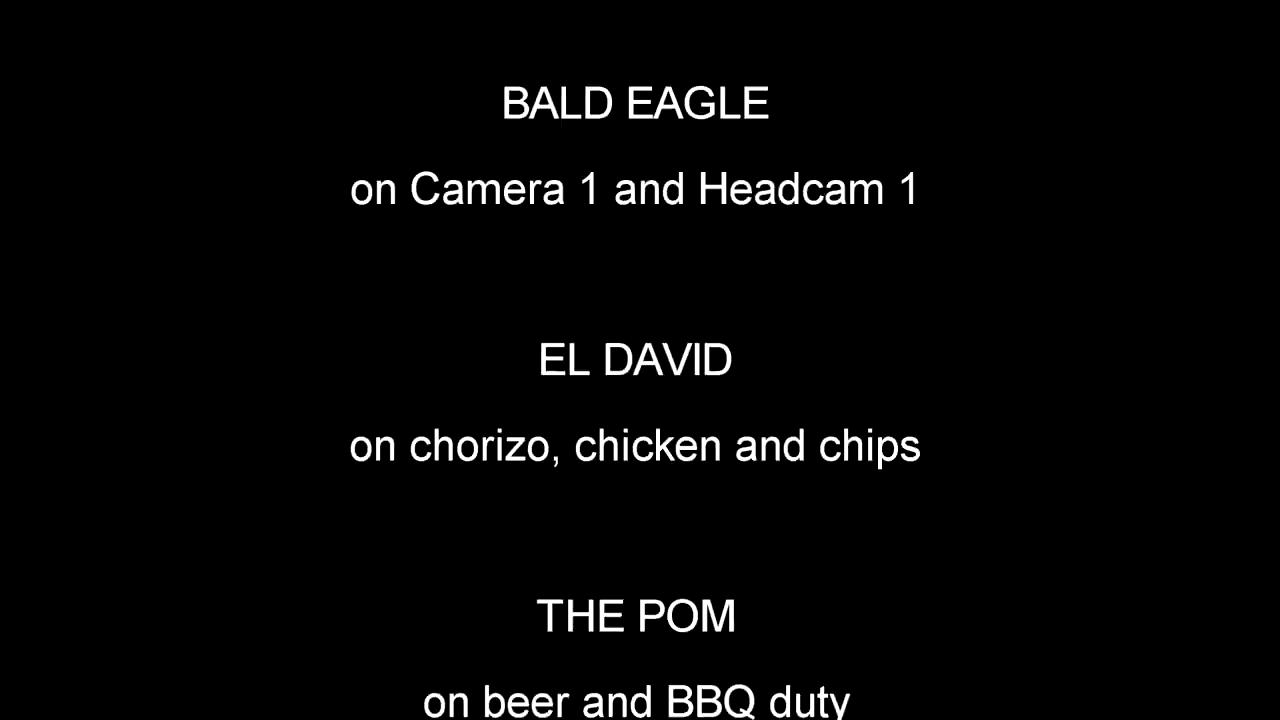 BALD EAGLE
on Camera 1 and Headcam 1
EL DAVID
on chorizo, chicken and chips
THE POM
on beer and BBQ duty